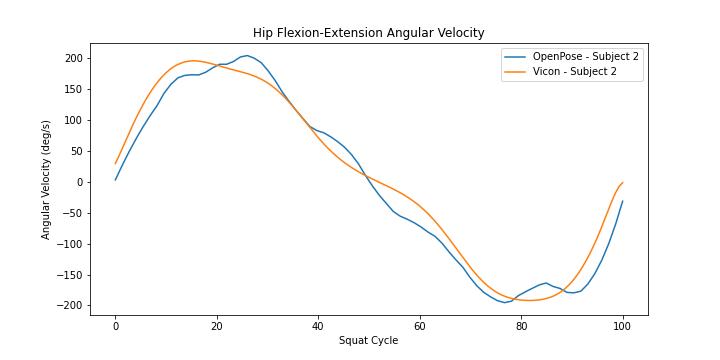 Hip Flexion-Extension Angular Velocity
OpenPose - Subject 2
Vicon - Subject 2
Angular Velocity (deg/s)
200
150
100
50
0
−50
−100
−150
−200
0 20 40 60 80 100
Squat Cycle